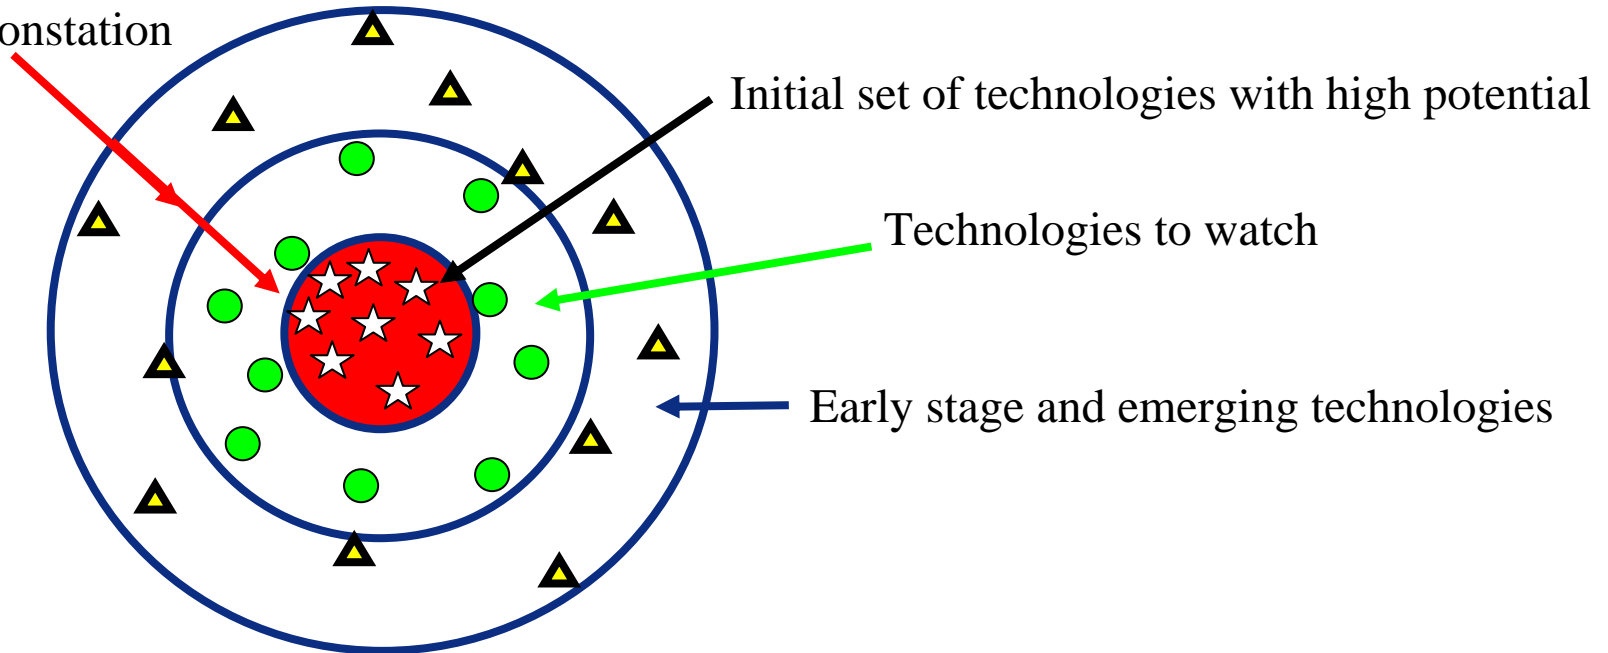 onstation
Initial set of technologies with high potential
Technologies to watch
Early stage and emerging technologies